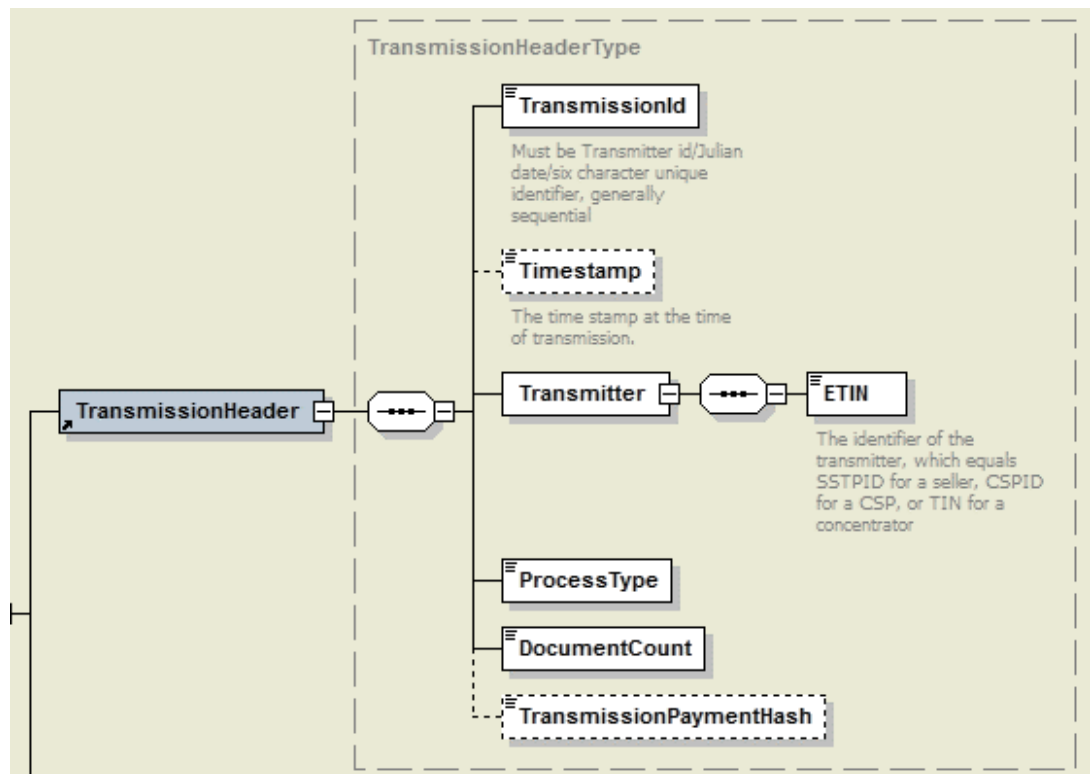 TransmissionHeaderType
TransmissionId
Must be Transmitter id/Julian
date/six character unique
identifier, generally
sequential
Timestamp
The time stamp at the time
of transmission.
TransmissionHeader
Transmitter
ETIN
The identifier of the
transmitter, which equals
SSTPID for a seller, CSPID
for a CSP, or TIN for a
concentrator
ProcessType
DocumentCount
TransmissionPaymentHash